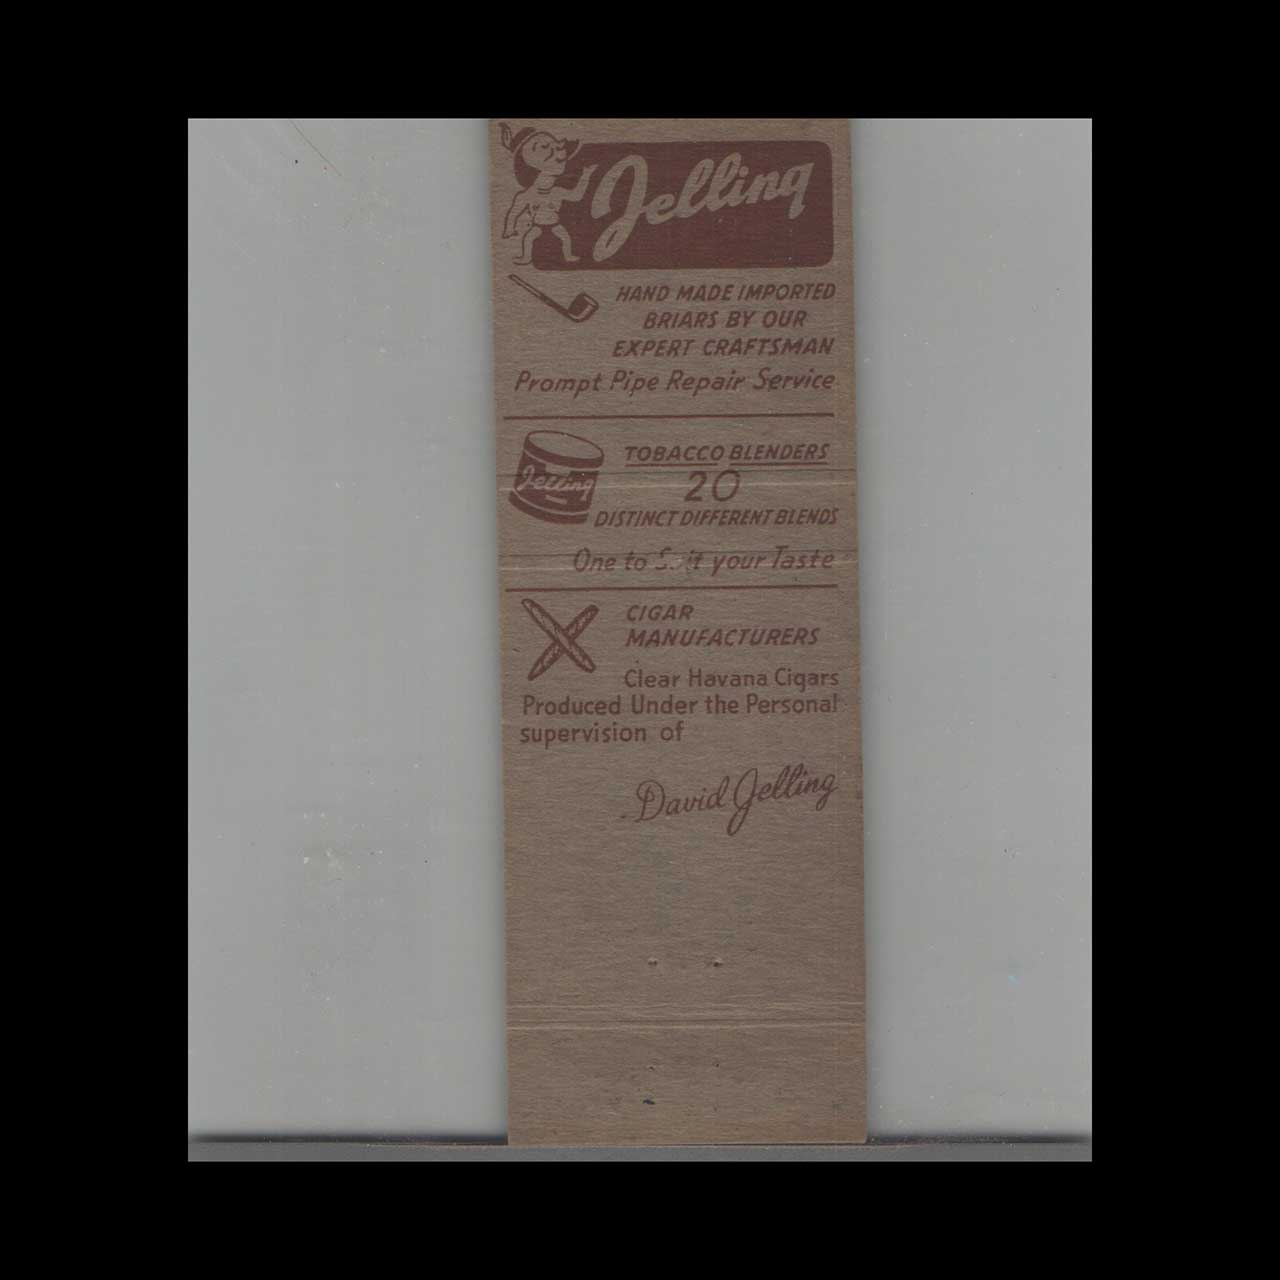 Jelling
HAND MADE IMPORTED
BRIARS BY OUR
EXPERT CRAFTSMAN
Prompt Pipe Repair Service
Jelling
TOBACCO BLENDERS
20
DISTINCT DIFFERENT BLENDS
One to Suit your Taste
CIGAR
MANUFACTURERS
Clear Havana Cigars
Produced Under the Personal
supervision of
David Jelling